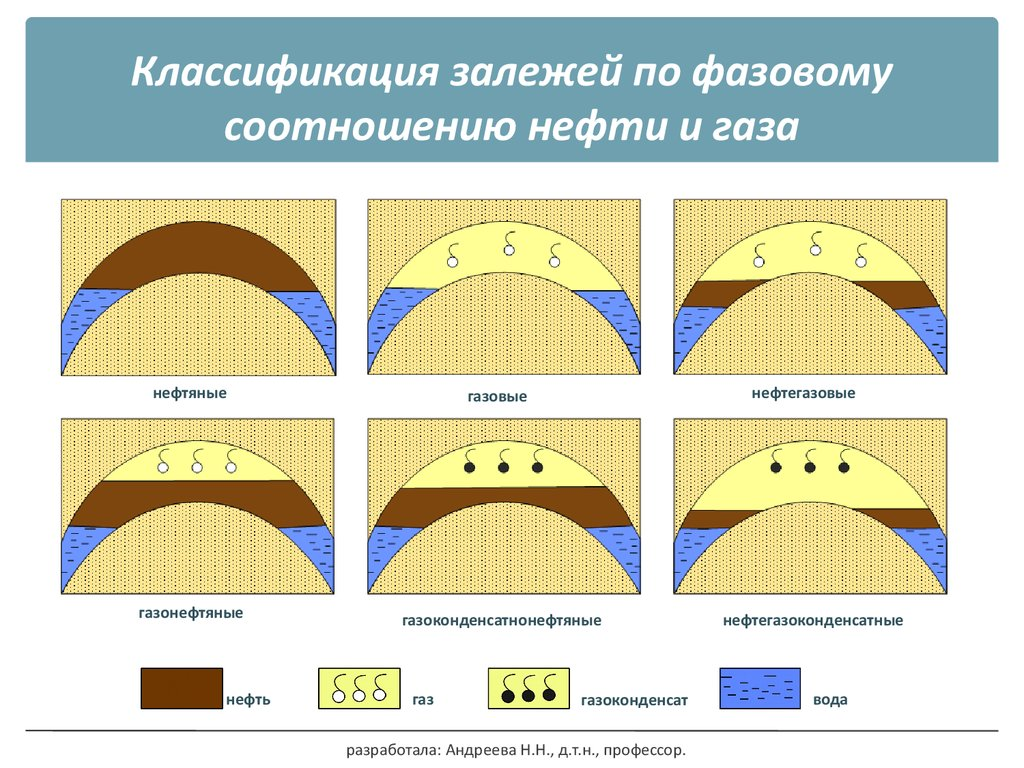 Классификация залежей по фазовому
соотношению нефти и газа
нефтяные
газовые
нефтегазовые
газонефтяные
газоконденсатнонефтяные
нефтегазоконденсатные
нефть
газ
газоконденсат
вода
разработала: Андреева Н.Н., д.т.н., профессор.